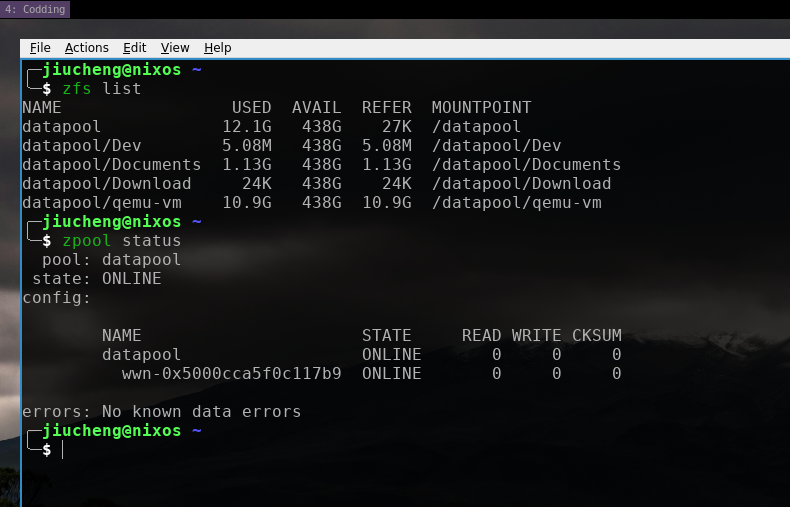 4: Codding
File Actions Edit View Help
╭─jiucheng@nixos ~
╰─$ zfs list
NAME                     USED  AVAIL  REFER  MOUNTPOINT
datapool                12.1G   438G    27K  /datapool
datapool/Dev            5.08M   438G  5.08M  /datapool/Dev
datapool/Documents  1.13G   438G  1.13G  /datapool/Documents
datapool/Download     24K   438G    24K  /datapool/Download
datapool/qemu-vm    10.9G   438G  10.9G  /datapool/qemu-vm
╭─jiucheng@nixos ~
╰─$ zpool status
  pool: datapool
 state: ONLINE
config:
        NAME                      STATE     READ WRITE CKSUM
        datapool                  ONLINE       0     0     0
          wwn-0x5000cca5f0c117b9  ONLINE       0     0     0
errors: No known data errors
╭─jiucheng@nixos ~
╰─$